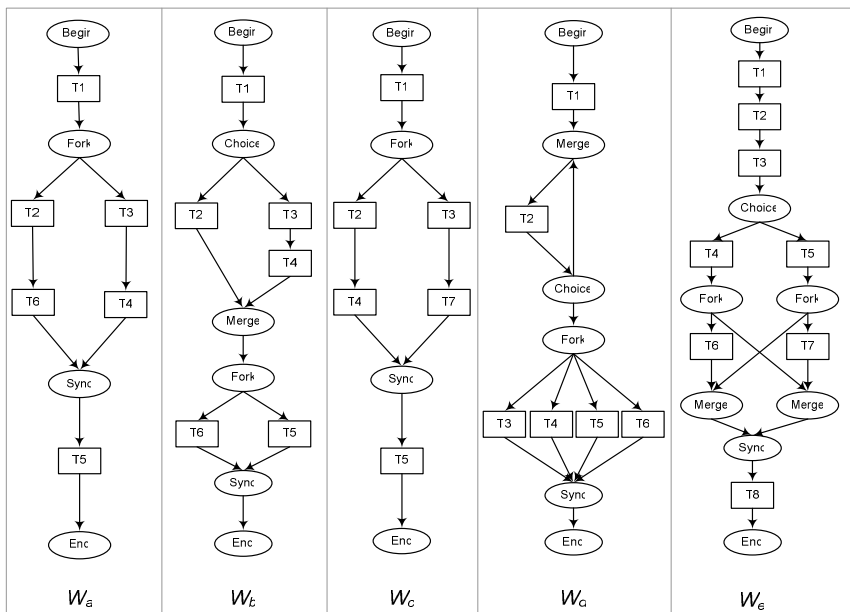 Begir
T1
Fork
T2
T3
T6
T4
Sync
T5
Enc
Wa
Begir
T1
Choice
T2
T3
T4
Merge
Fork
T6
T5
Sync
Enc
Wb
Begir
T1
Fork
T2
T3
T4
T7
Sync
T5
Enc
Wc
Begir
T1
Merge
T2
Choice
Fork
T3
T4
T5
T6
Sync
Enc
Wd
Begir
T1
T2
T3
Choice
T4
T5
Fork
Fork
T6
T7
Merge
Merge
Sync
T8
Enc
We